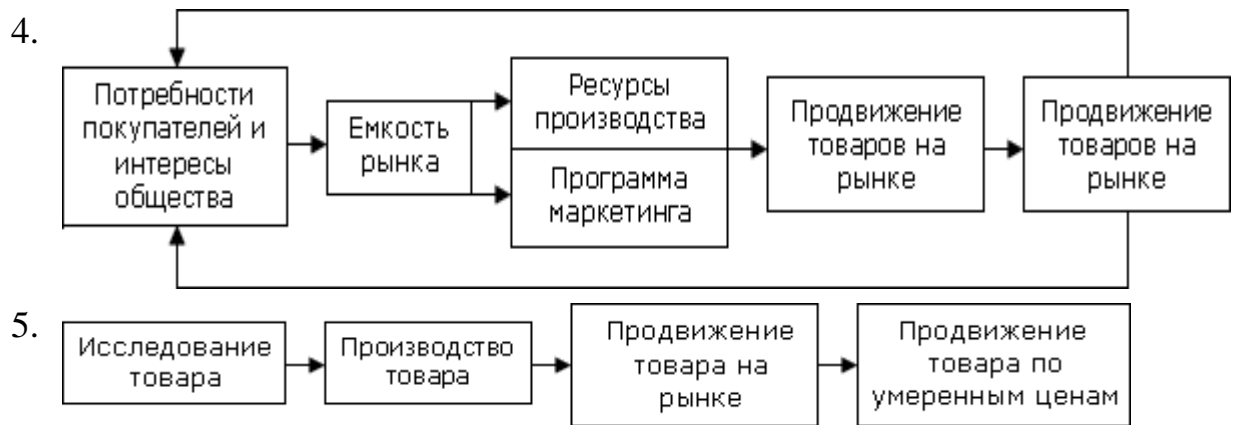 4.
Потребности
покупателей и
интересы
общества
Емкость
рынка
Ресурсы
производства
Программа
маркетинга
Продвижение
товаров на
рынке
Продвижение
товаров на
рынке
5.
Исследование
товара
Производство
товара
Продвижение
товара на
рынке
Продвижение
товара по
умеренным ценам